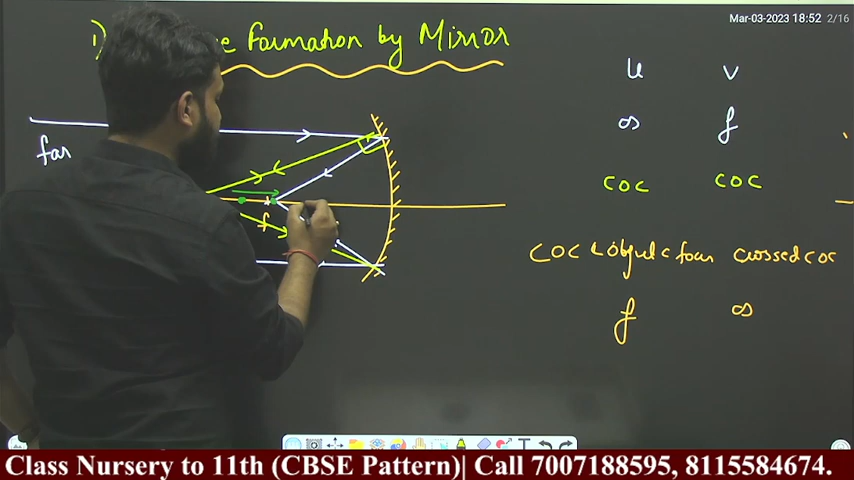 Mar-03-2023 18:52 2/16
1) e Formation by Mirror
u v
∞ f
far
COC COC
f
COC < object < focus crossed COC
f ∞
Class Nursery to 11th (CBSE Pattern)| Call 7007188595, 8115584674.